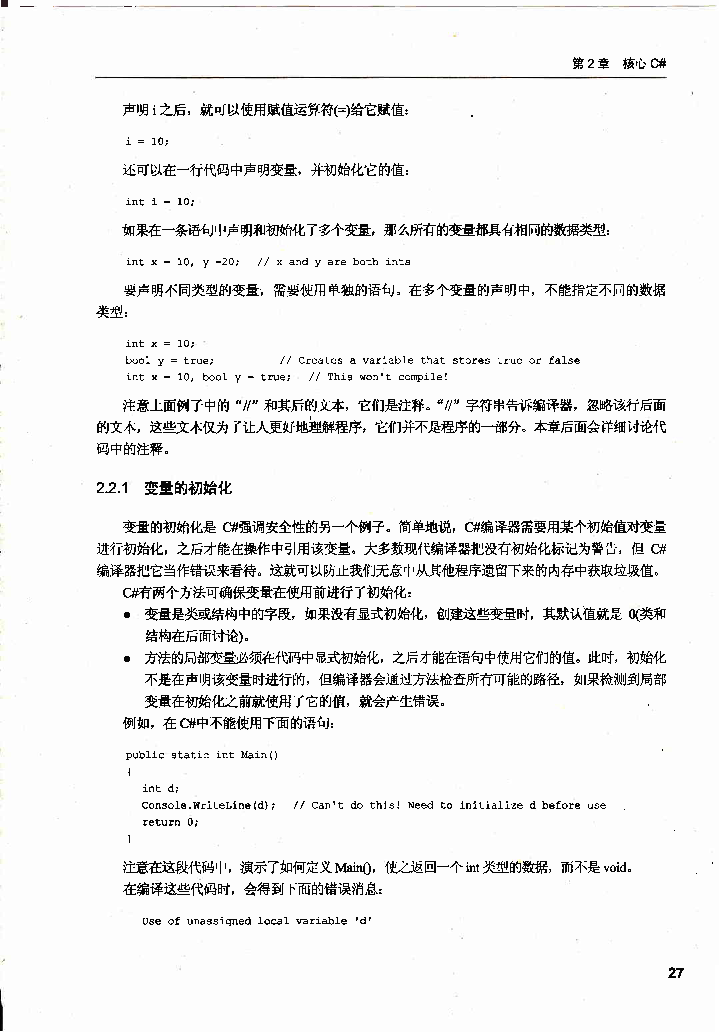 第 2 章 核心 C#
声明 i 之后，就可以使用赋值运算符(=)给它赋值：
i = 10;
还可以在一行代码中声明变量，并初始化它的值：
int i = 10;
如果在一条语句中声明和初始化了多个变量，那么所有的变量都具有相同的数据类型：
int x = 10, y =20; // x and y are both ints
要声明不同类型的变量，需要使用单独的语句。在多个变量的声明中，不能指定不同的数据
类型：
int x = 10;
bool y = true; // Creates a variable that stores true or false
int x = 10, bool y = true; // This won't compile!
注意上面例子中的“//”和其后的文本，它们是注释。“//”字符串告诉编译器，忽略该行后面
的文本，这些文本仅为了让人更好地理解程序，它们并不是程序的一部分。本章后面会详细讨论代
码中的注释。
2.2.1 变量的初始化
变量的初始化是 C#强调安全性的另一个例子。简单地说，C#编译器需要用某个初始值对变量
进行初始化，之后才能在操作中引用该变量。大多数现代编译器把没有初始化标记为警告，但 C#
编译器把它当作错误来看待。这就可以防止我们无意中从其他程序遗留下来的内存中获取垃圾值。
C#有两个方法可确保变量在使用前进行了初始化：
● 变量是类或结构中的字段，如果没有显式初始化，创建这些变量时，其默认值就是 0(类和
结构在后面讨论)。
● 方法的局部变量必须在代码中显式初始化，之后才能在语句中使用它们的值。此时，初始化
不是在声明该变量时进行的，但编译器会通过方法检查所有可能的路径，如果检测到局部
变量在初始化之前就使用了它的值，就会产生错误。
例如，在 C#中不能使用下面的语句：
public static int Main()
{
int d;
Console.WriteLine(d); // Can't do this! Need to initialize d before use
return 0;
}
注意在这段代码中，演示了如何定义 Main()，使之返回一个 int 类型的数据，而不是 void。
在编译这些代码时，会得到下面的错误消息：
Use of unassigned local variable 'd'
27